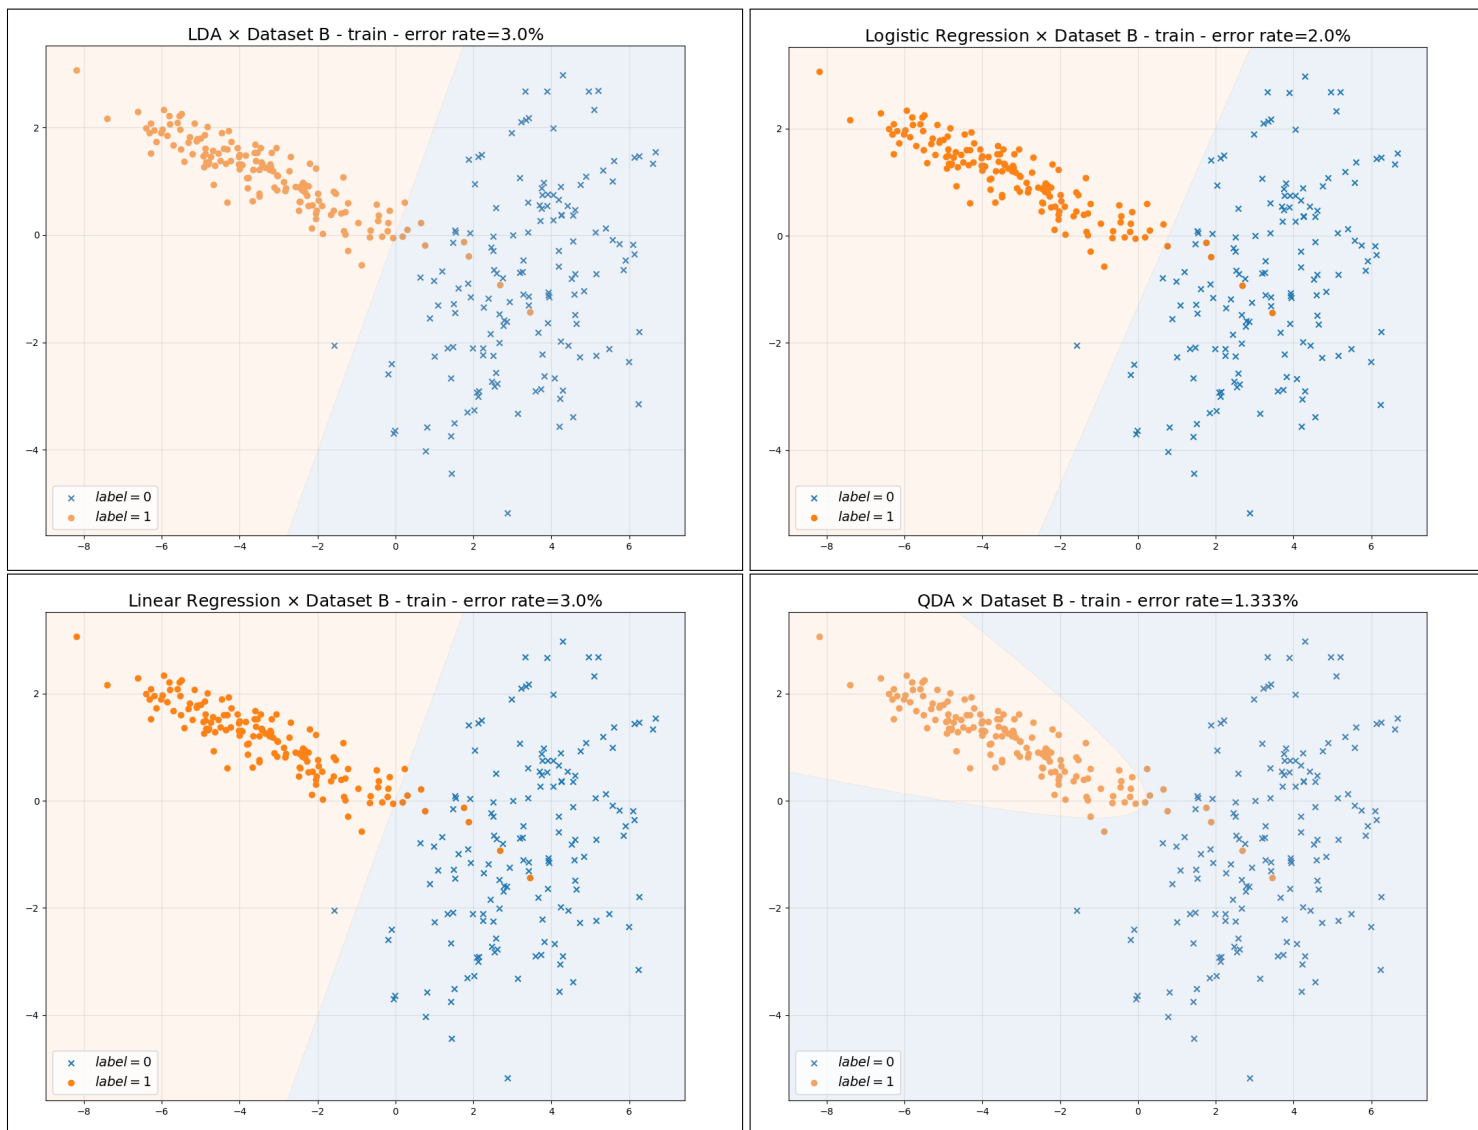 LDA × Dataset B - train - error rate=3.0%
2
0
−2
−4
label = 0
label = 1
−8 −6 −4 −2 0 2 4 6
Logistic Regression × Dataset B - train - error rate=2.0%
2
0
−2
−4
label = 0
label = 1
−8 −6 −4 −2 0 2 4 6
Linear Regression × Dataset B - train - error rate=3.0%
2
0
−2
−4
label = 0
label = 1
−8 −6 −4 −2 0 2 4 6
QDA × Dataset B - train - error rate=1.333%
2
0
−2
−4
label = 0
label = 1
−8 −6 −4 −2 0 2 4 6